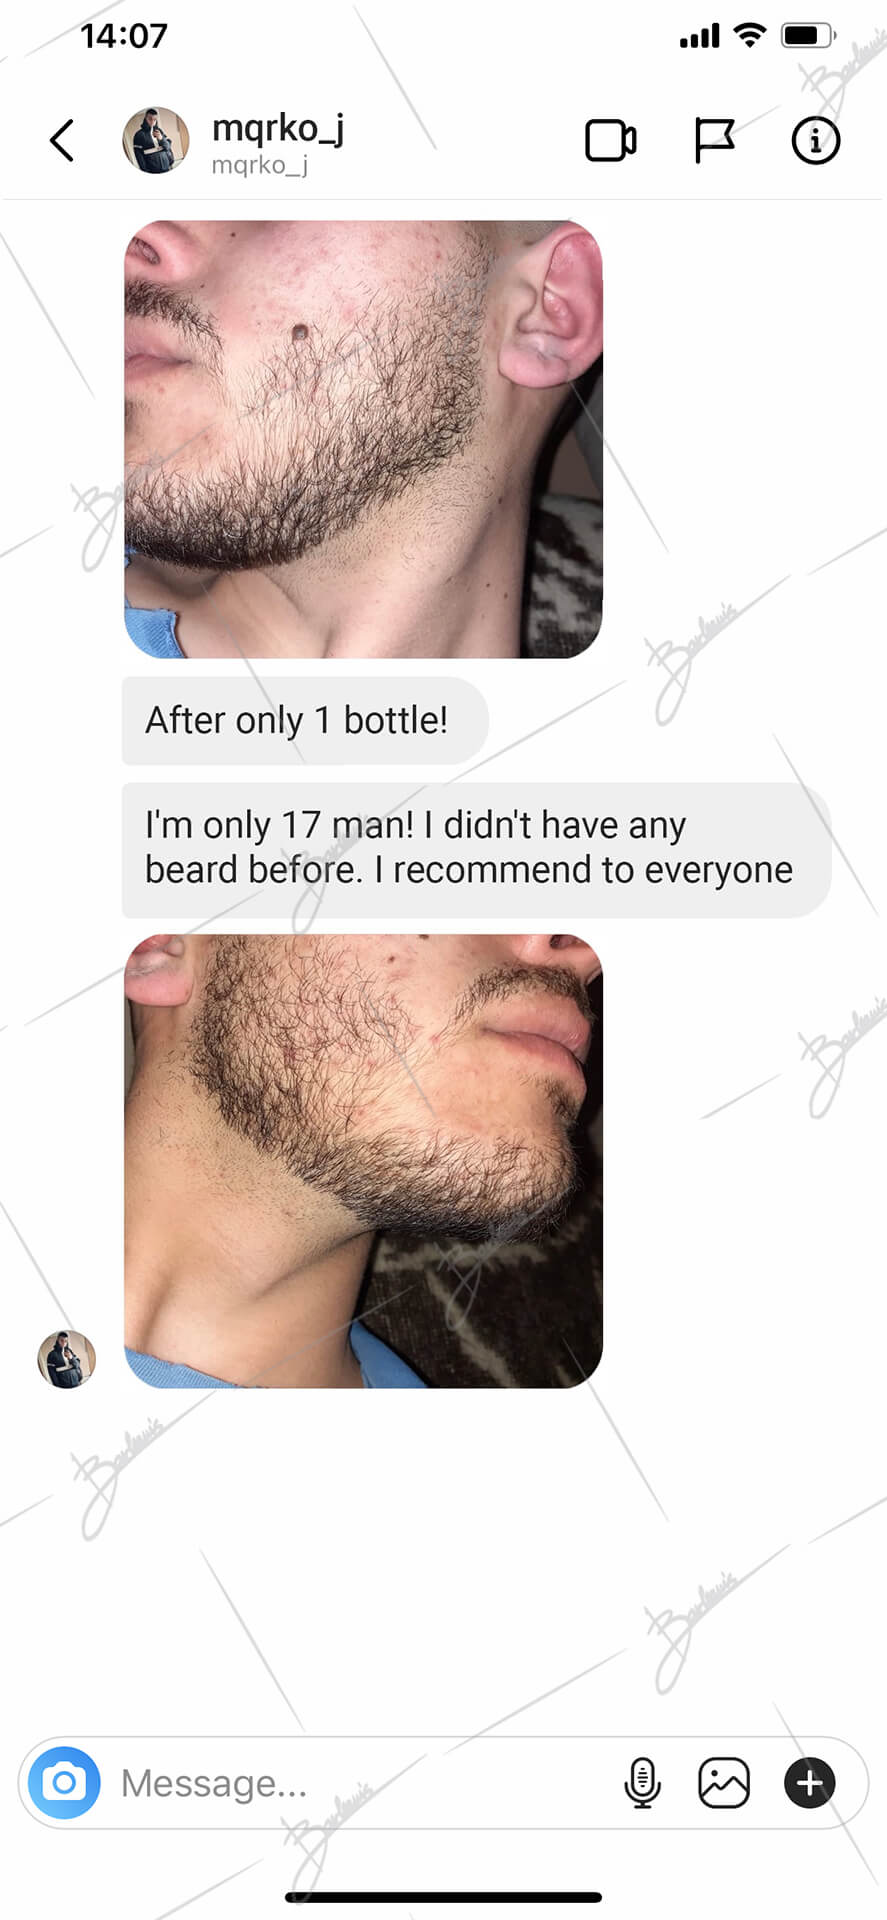 14:07
mqrko_j
mqrko_j
After only 1 bottle!
I'm only 17 man! I didn't have any
beard before. I recommend to everyone
Message...